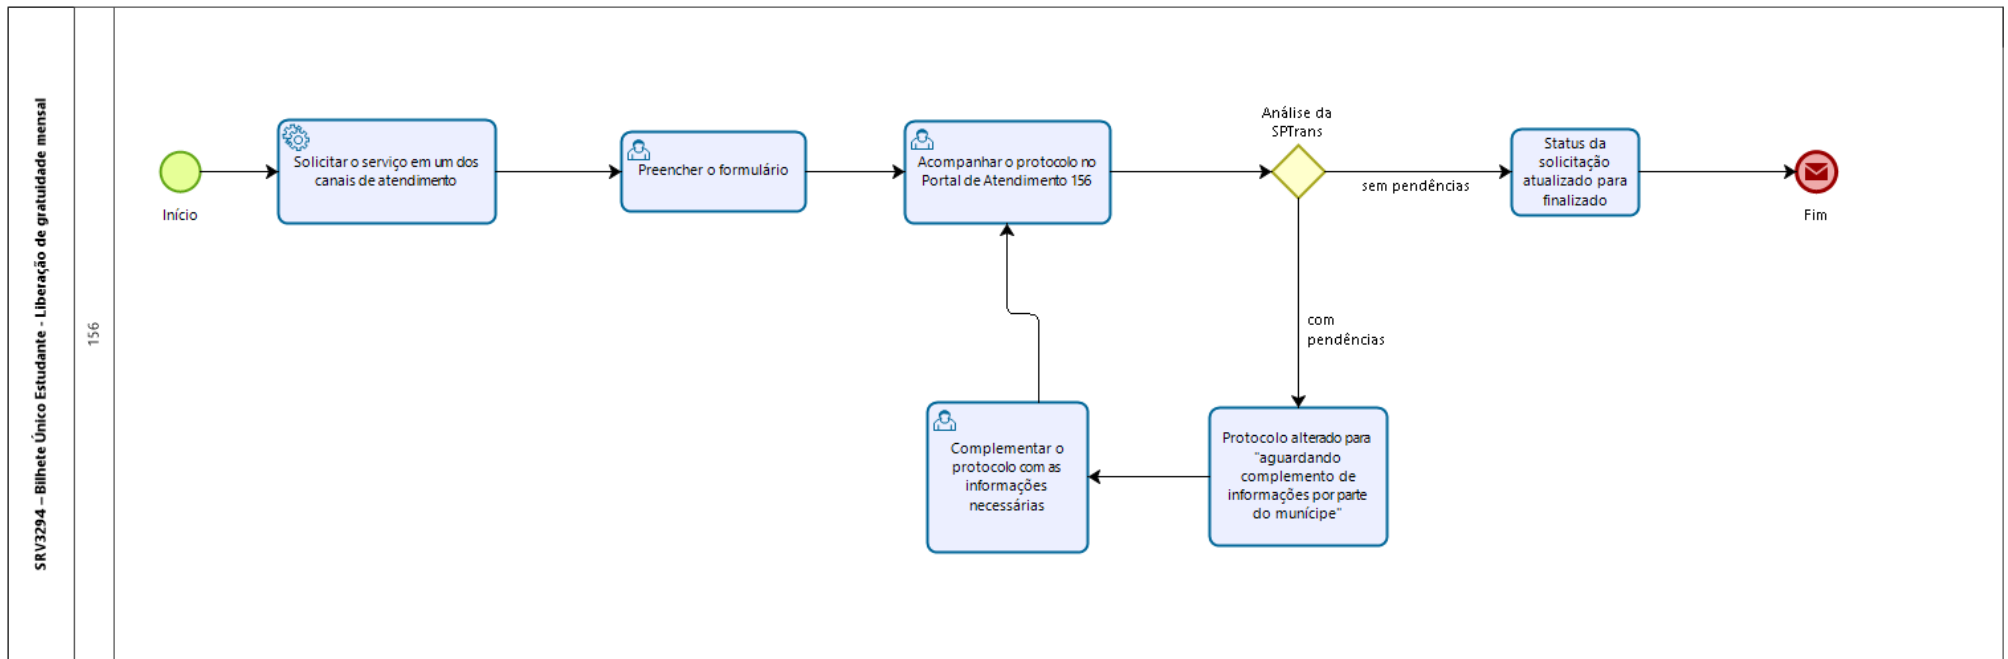 SRV3294 – Bilhete Único Estudante - Liberação de gratuidade mensal
156
Início
Solicitar o serviço em um dos
canais de atendimento
Preencher o formulário
Acompanhar o protocolo no
Portal de Atendimento 156
Análise da
SPTrans
sem pendências
Status da
solicitação
atualizado para
finalizado
Fim
com
pendências
Protocolo alterado para
"aguardando
complemento de
informações por parte
do munícipe"
Complementar o
protocolo com as
informações
necessárias